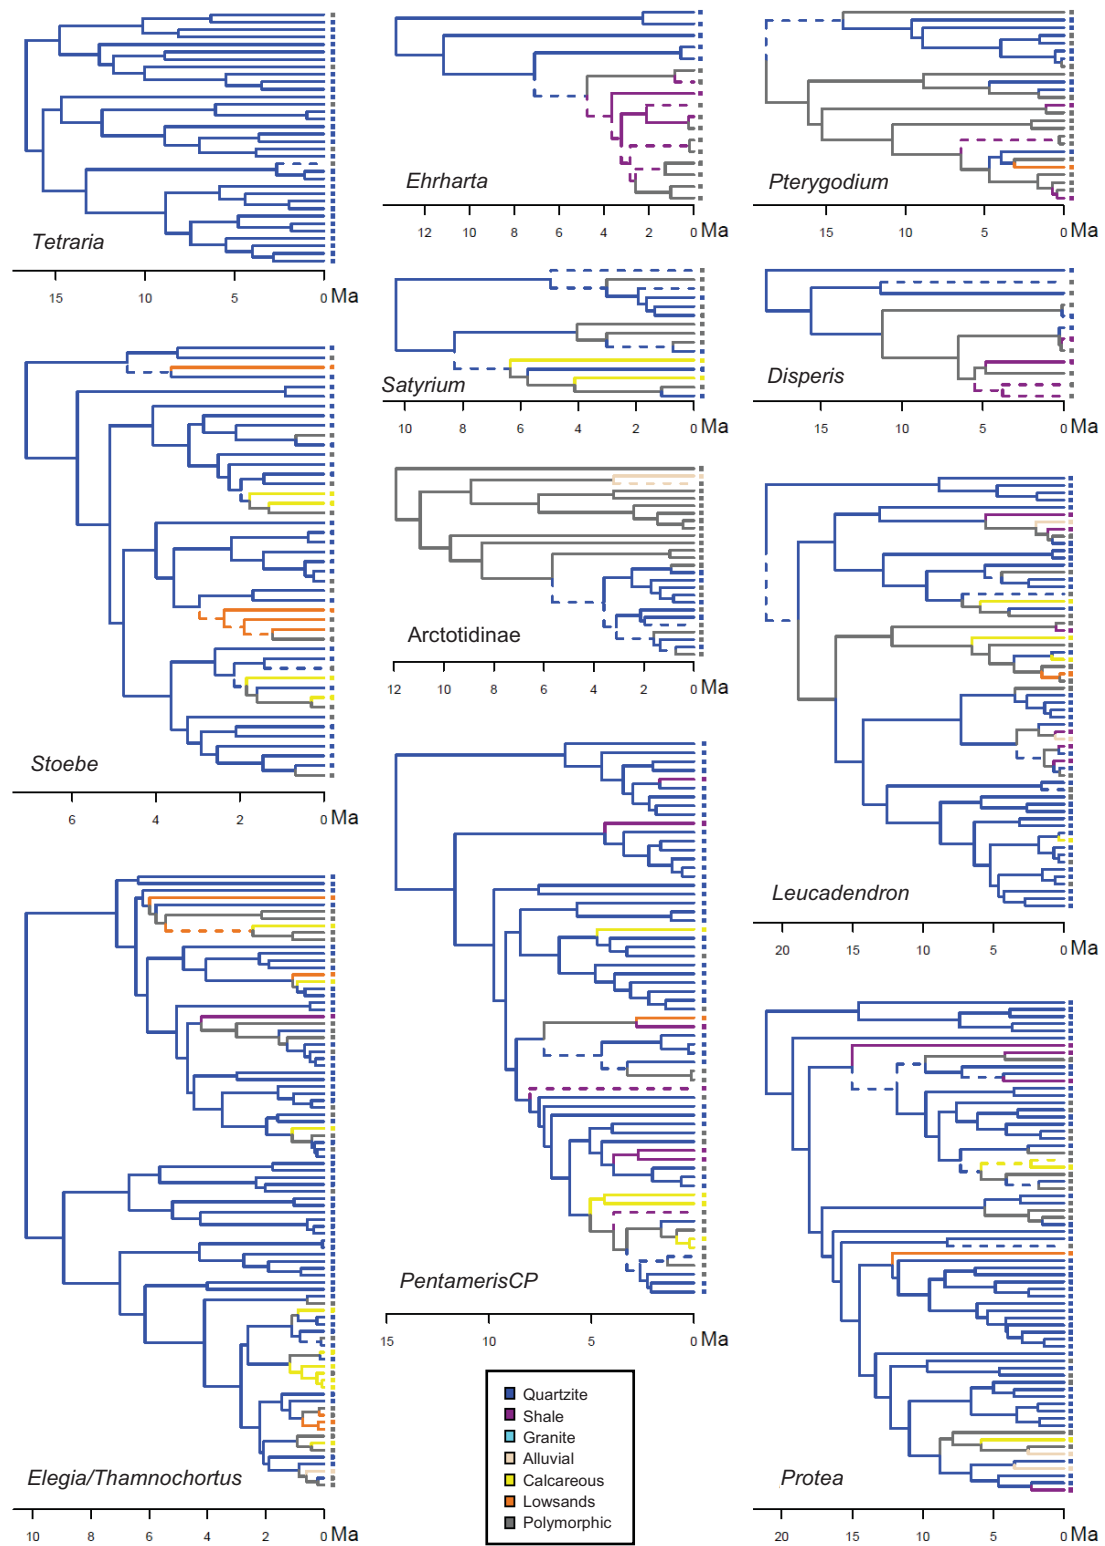 Tetraria
15 10 5 0 Ma
Ehrharta
12 10 8 6 4 2 0 Ma
Pterygodium
15 10 5 0 Ma
Satyrium
10 8 6 4 2 0 Ma
Disperis
15 10 5 0 Ma
Stoebe
6 4 2 0 Ma
Arctotidinae
12 10 8 6 4 2 0 Ma
Leucadendron
20 15 10 5 0 Ma
Elegia/Thamnochortus
10 8 6 4 2 0 Ma
PentamerisCP
15 10 5 0 Ma
Protea
20 15 10 5 0 Ma
Quartzite
Shale
Granite
Alluvial
Calcareous
Lowsands
Polymorphic